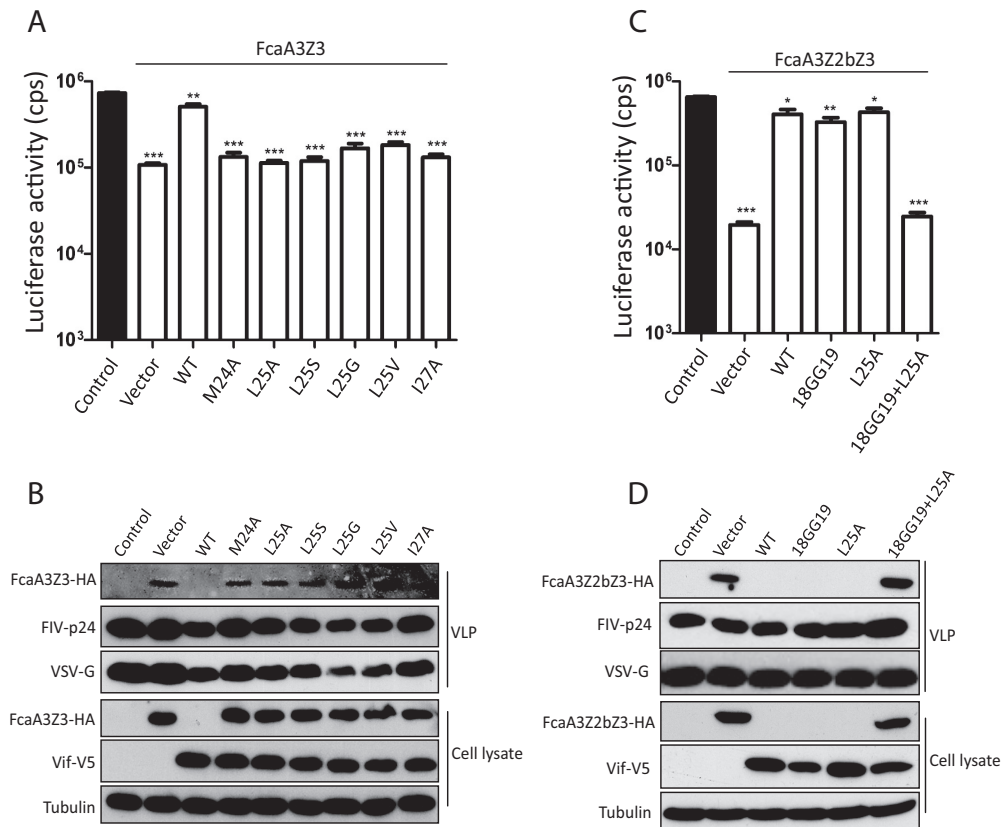 A
FcaA3Z3
Luciferase activity (cps)
10⁶
10⁵
10⁴
10³
** 
*** *** *** *** *** *** ***
Control Vector WT M24A L25A L25S L25G L25V I27A
C
FcaA3Z2bZ3
Luciferase activity (cps)
10⁶
10⁵
10⁴
10³
* ** *
*** ***
Control Vector WT 18GG19 L25A 18GG19+L25A
B
Control Vector WT M24A L25A L25S L25G L25V I27A
FcaA3Z3-HA
FIV-p24
VSV-G
VLP
FcaA3Z3-HA
Vif-V5
Tubulin
Cell lysate
D
Control Vector WT 18GG19 L25A 18GG19+L25A
FcaA3Z2bZ3-HA
FIV-p24
VSV-G
VLP
FcaA3Z2bZ3-HA
Vif-V5
Tubulin
Cell lysate